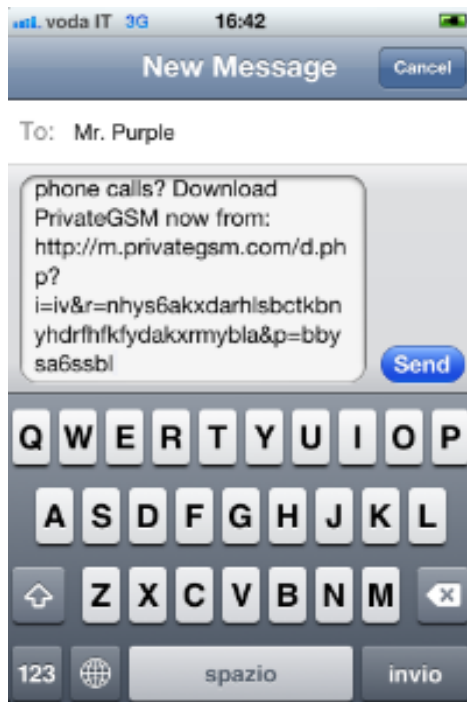 voda IT 3G 16:42
New Message Cancel
To: Mr. Purple
phone calls? Download
PrivateGSM now from:
http://m.privategsm.com/d.ph
p?
i=iv&r=nhys6akxdarhlsbctkbn
yhdrfhfkfydakxrmybla&p=bby
sa6ssbl
Send
Q W E R T Y U I O P
A S D F G H J K L
Z X C V B N M
123 spazio invio